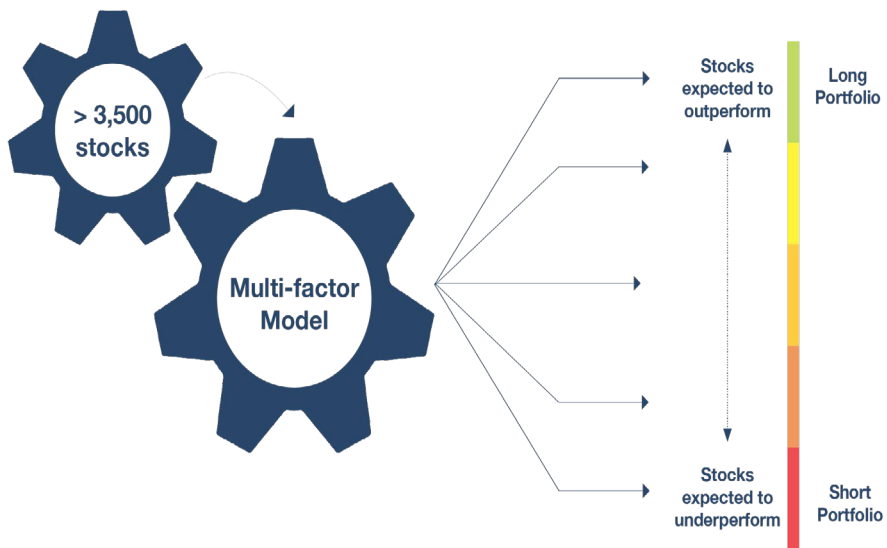 > 3,500
stocks
Multi-factor
Model
Stocks
expected to
outperform
Long
Portfolio
Stocks
expected to
underperform
Short
Portfolio